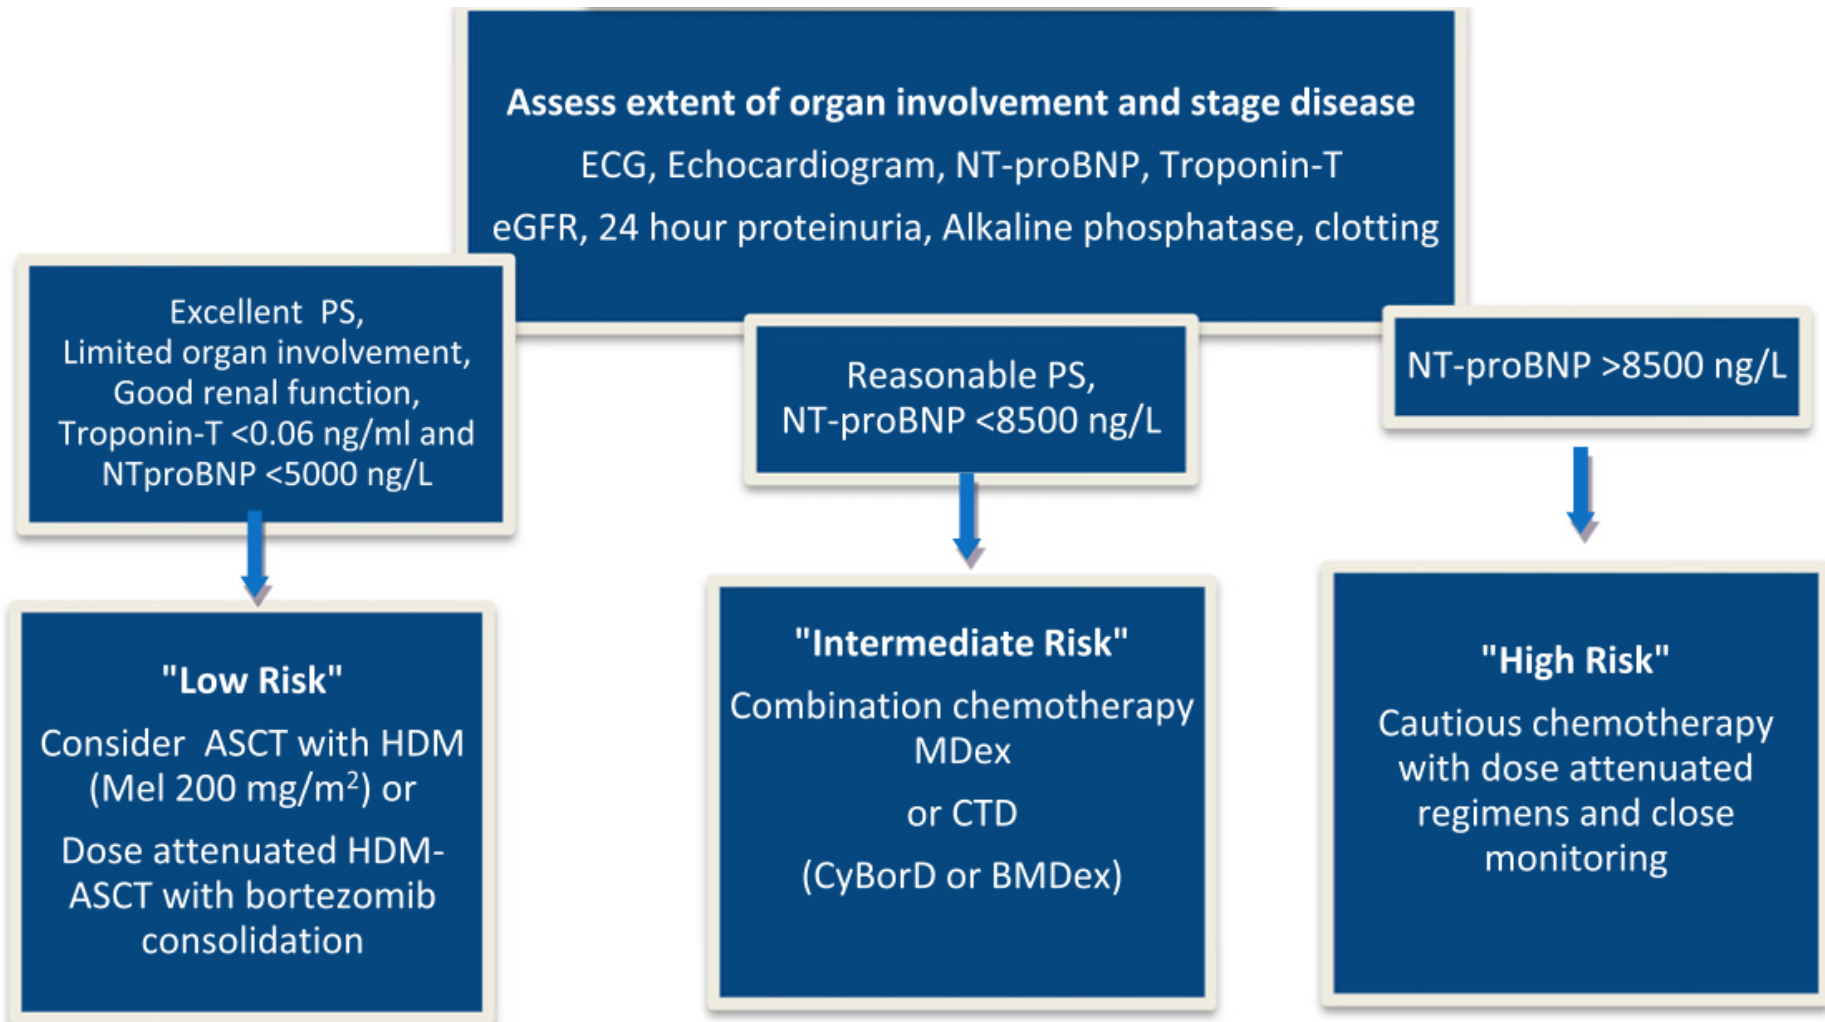 Assess extent of organ involvement and stage disease
ECG, Echocardiogram, NT-proBNP, Troponin-T
eGFR, 24 hour proteinuria, Alkaline phosphatase, clotting
Excellent PS,
Limited organ involvement,
Good renal function,
Troponin-T <0.06 ng/ml and
NTproBNP <5000 ng/L
Reasonable PS,
NT-proBNP <8500 ng/L
NT-proBNP >8500 ng/L
"Low Risk"
Consider ASCT with HDM
(Mel 200 mg/m²) or
Dose attenuated HDM-
ASCT with bortezomib
consolidation
"Intermediate Risk"
Combination chemotherapy
MDex
or CTD
(CyBorD or BMDex)
"High Risk"
Cautious chemotherapy
with dose attenuated
regimens and close
monitoring